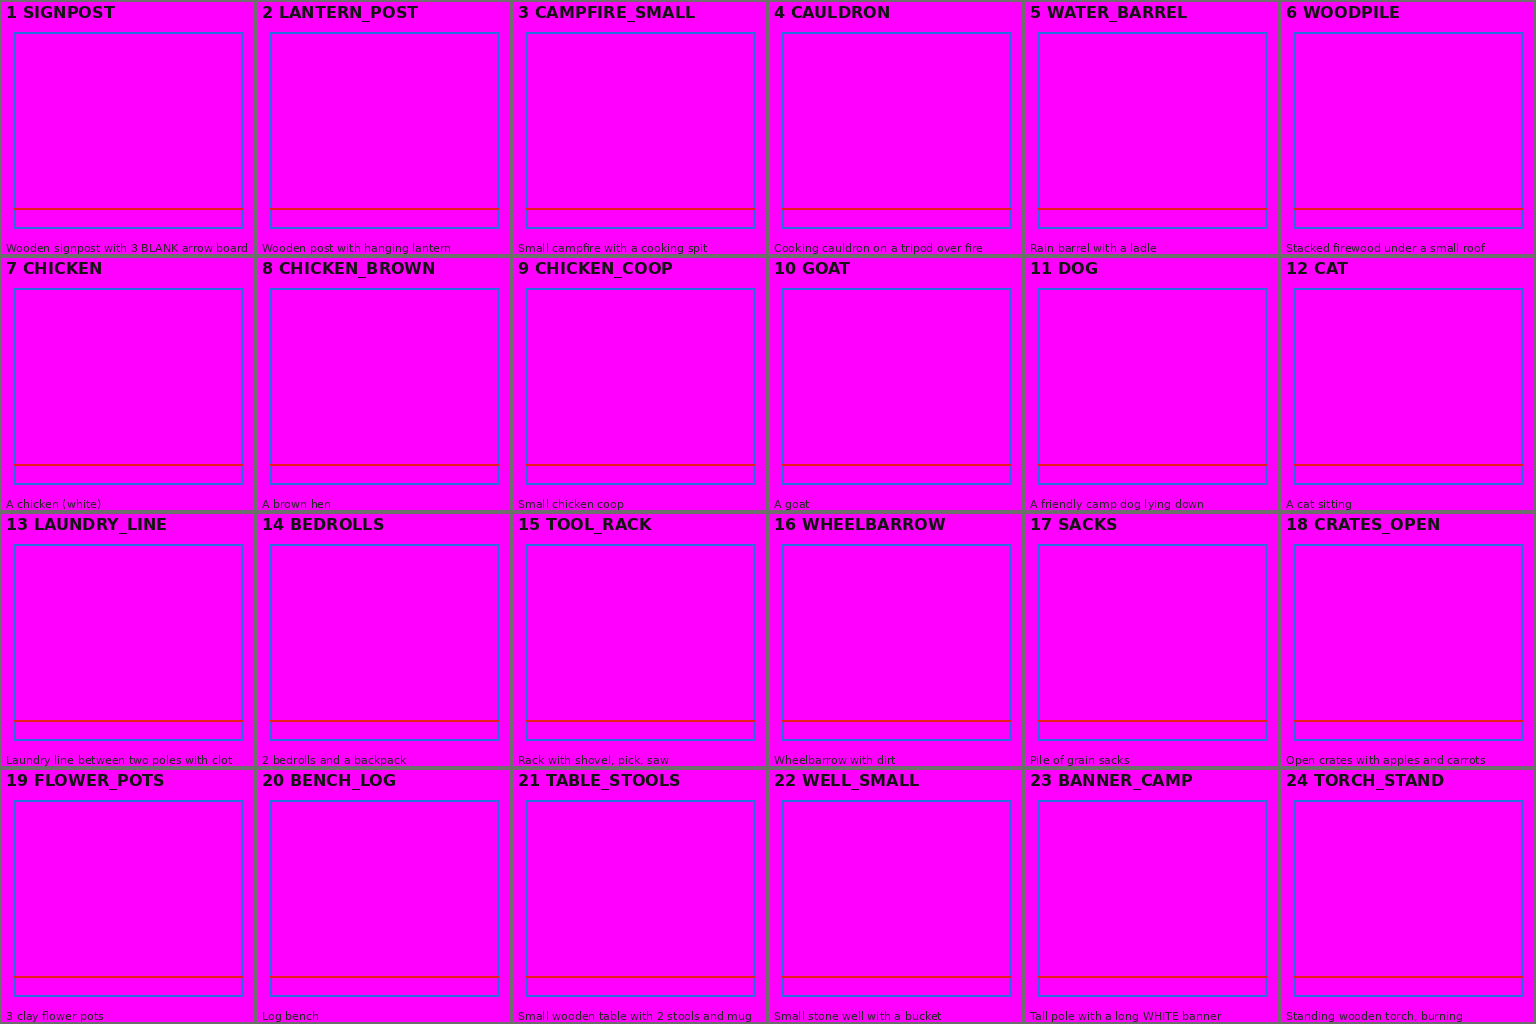 1 SIGNPOST
2 LANTERN_POST
3 CAMPFIRE_SMALL
4 CAULDRON
5 WATER_BARREL
6 WOODPILE
Wooden signpost with 3 BLANK arrow board
Wooden post with hanging lantern
Small campfire with a cooking spit
Cooking cauldron on a tripod over fire
Rain barrel with a ladle
Stacked firewood under a small roof
7 CHICKEN
8 CHICKEN_BROWN
9 CHICKEN_COOP
10 GOAT
11 DOG
12 CAT
A chicken (white)
A brown hen
Small chicken coop
A goat
A friendly camp dog lying down
A cat sitting
13 LAUNDRY_LINE
14 BEDROLLS
15 TOOL_RACK
16 WHEELBARROW
17 SACKS
18 CRATES_OPEN
Laundry line between two poles with clot
2 bedrolls and a backpack
Rack with shovel, pick, saw
Wheelbarrow with dirt
Pile of grain sacks
Open crates with apples and carrots
19 FLOWER_POTS
20 BENCH_LOG
21 TABLE_STOOLS
22 WELL_SMALL
23 BANNER_CAMP
24 TORCH_STAND
3 clay flower pots
Log bench
Small wooden table with 2 stools and mug
Small stone well with a bucket
Tall pole with a long WHITE banner
Standing wooden torch, burning